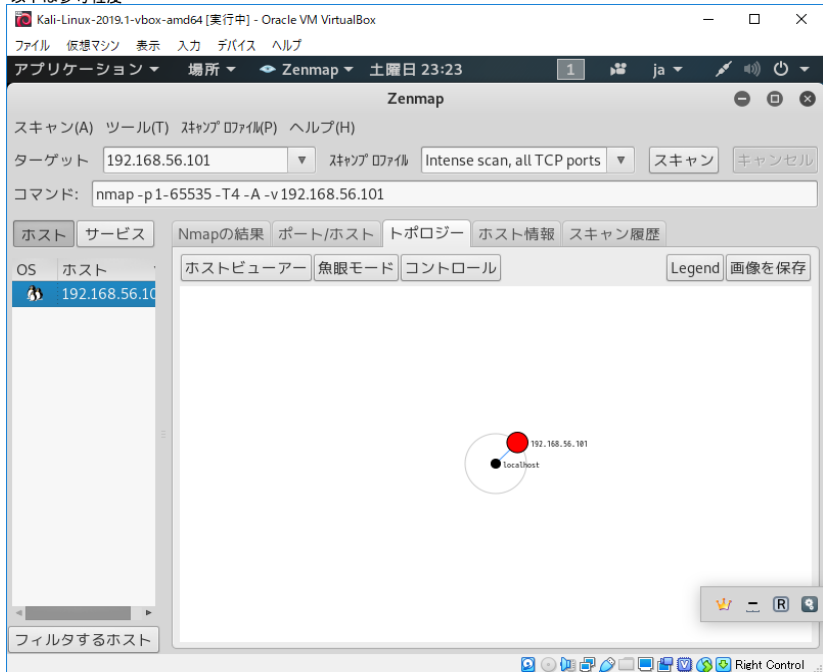 Kali-Linux-2019.1-vbox-amd64 [実行中] - Oracle VM VirtualBox
ファイル 仮想マシン 表示 入力 デバイス ヘルプ
アプリケーション 場所 Zenmap 土曜日 23:23 1 ja
Zenmap
スキャン(A) ツール(T) スキャンプロファイル(P) ヘルプ(H)
ターゲット 192.168.56.101 スキャンプロファイル Intense scan, all TCP ports スキャン キャンセル
コマンド: nmap -p 1-65535 -T4 -A -v 192.168.56.101
ホスト サービス Nmapの結果 ポート/ホスト トポロジー ホスト情報 スキャン履歴
OS ホスト ホストビューアー 魚眼モード コントロール Legend 画像を保存
192.168.56.10
192.168.56.101
localhost
R
フィルタするホスト
Right Control